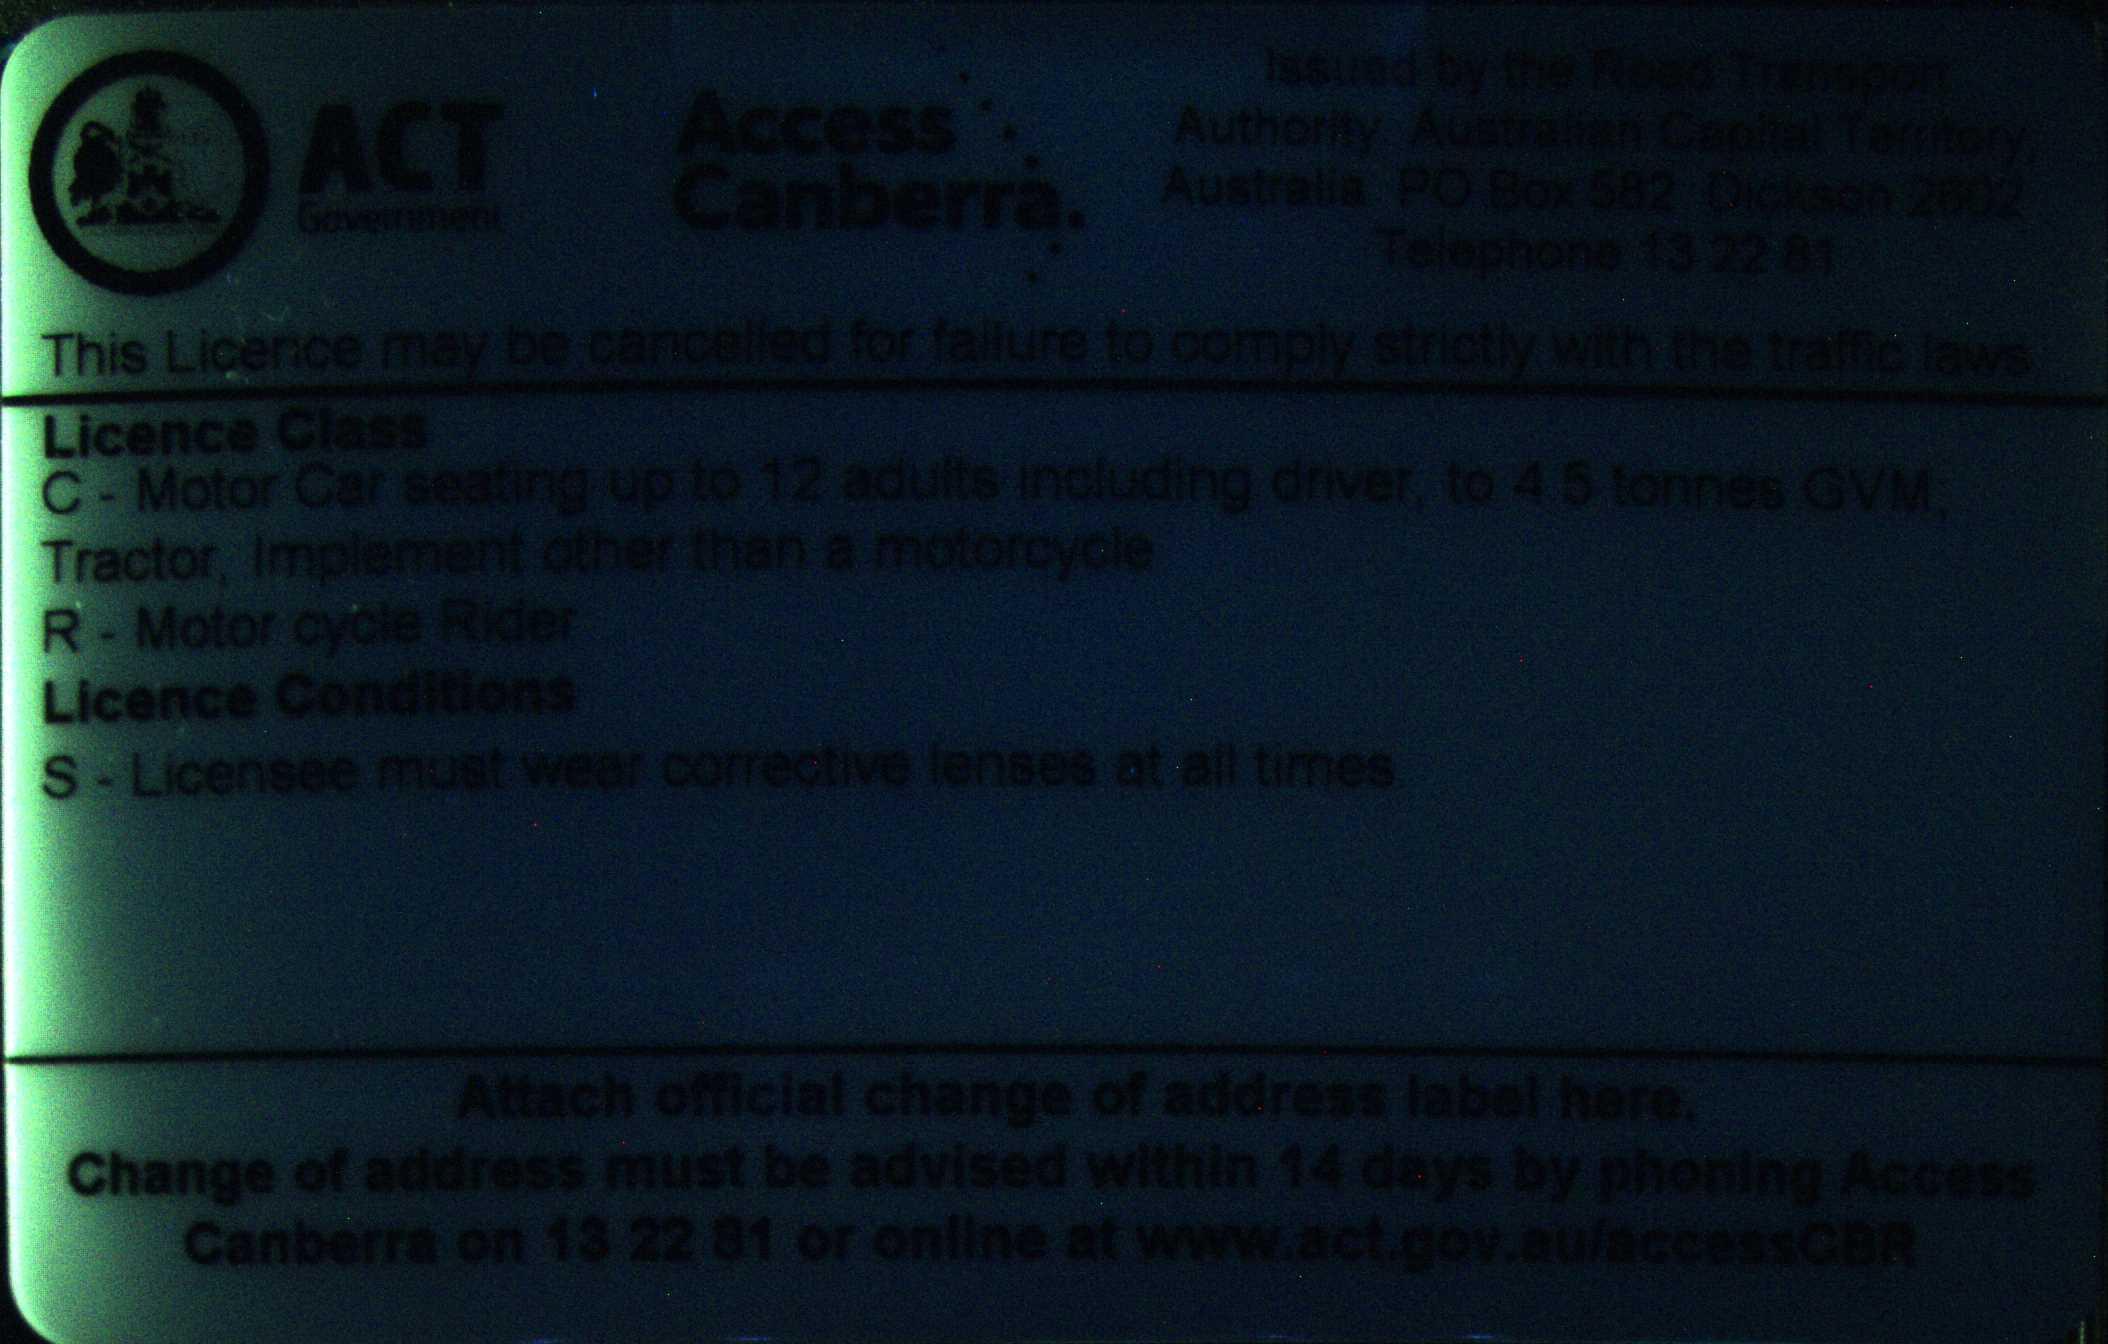 ACT
Government
Access
Canberra.
Issued by the Road Transport
Authority Australian Capital Territory,
Australia PO Box 582 Dickson 2602
Telephone 13 22 81
This Licence may be cancelled for failure to comply strictly with the traffic laws
Licence Class
C - Motor Car seating up to 12 adults including driver, to 4.5 tonnes GVM,
Tractor, Implement other than a motorcycle
R - Motor cycle Rider
Licence Conditions
S - Licensee must wear corrective lenses at all times
Attach official change of address label here.
Change of address must be advised within 14 days by phoning Access
Canberra on 13 22 81 or online at www.act.gov.au/accessCBR